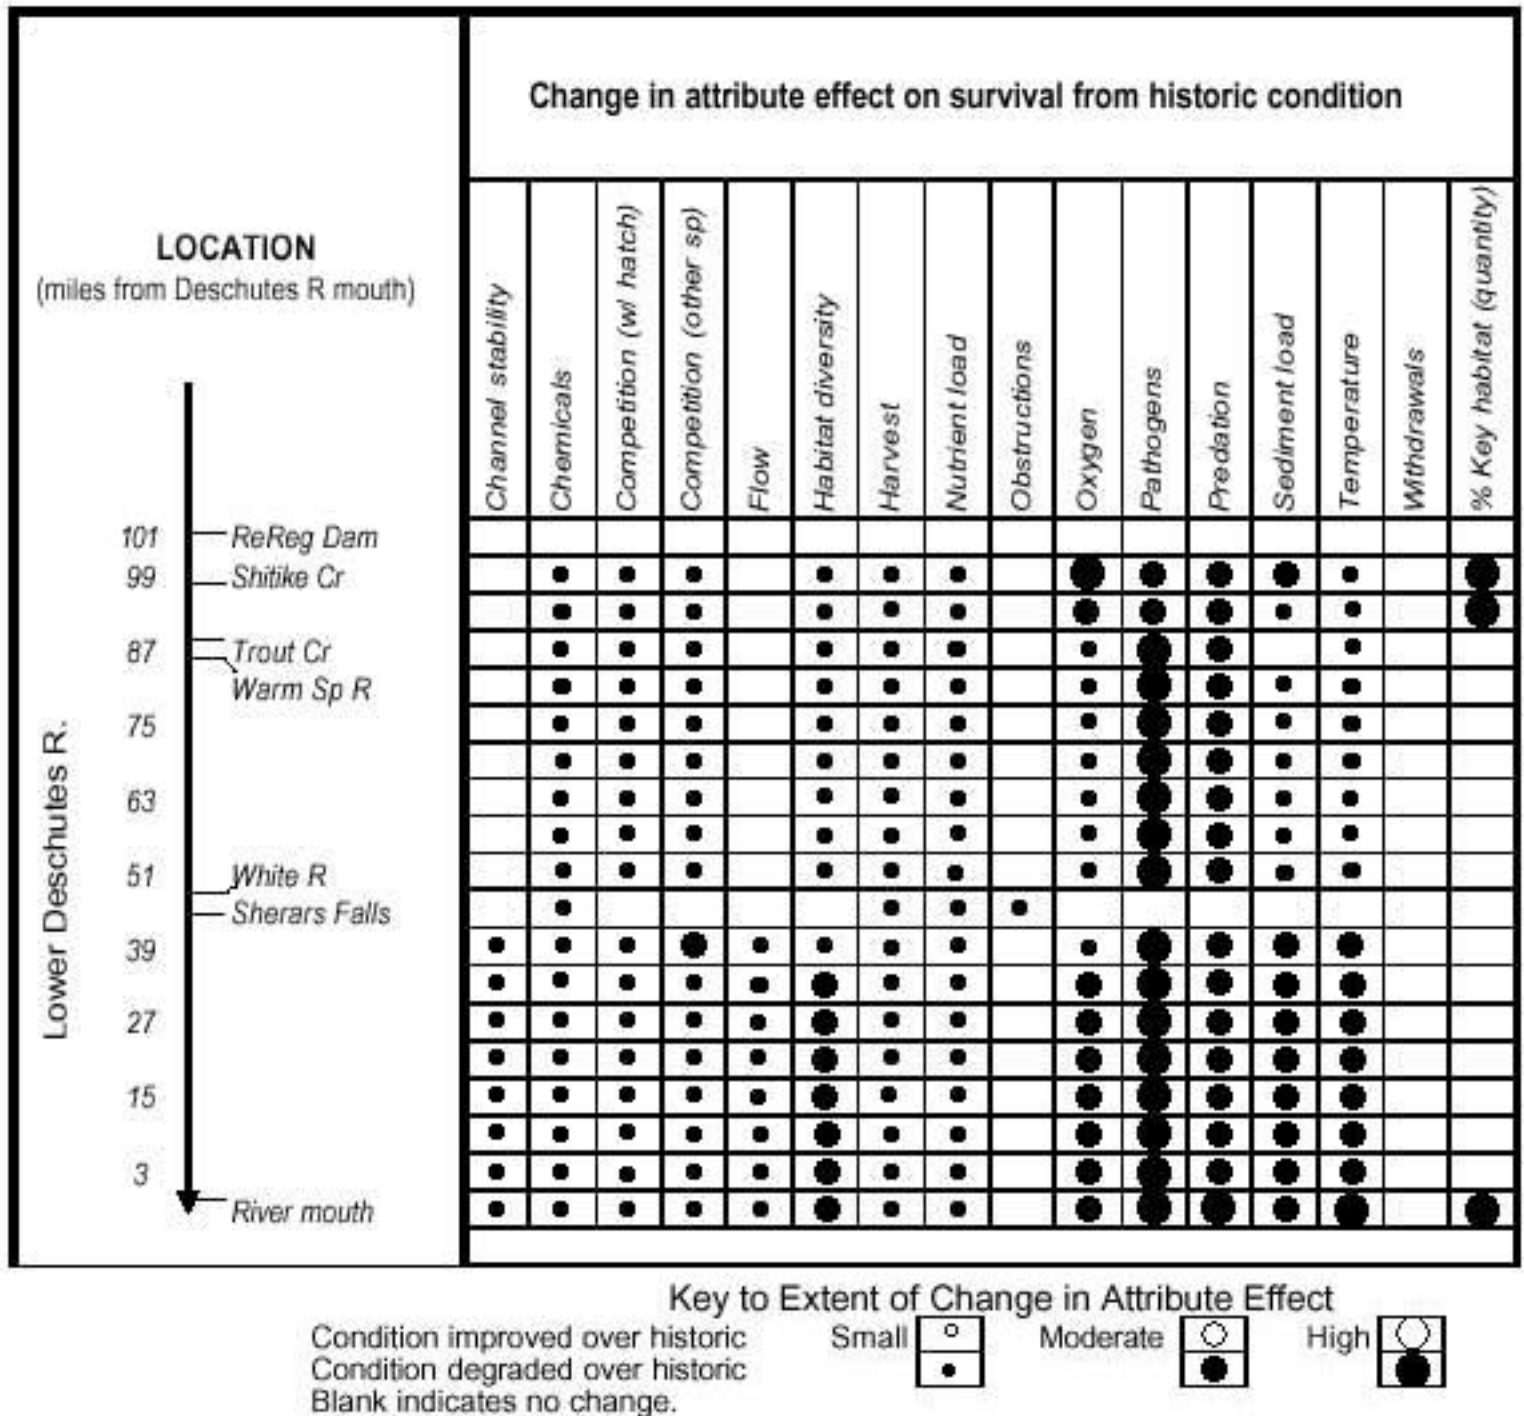 Change in attribute effect on survival from historic condition
LOCATION
(miles from Deschutes R mouth)
Channel stability
Chemicals
Competition (w/ hatch)
Competition (other sp)
Flow
Habitat diversity
Harvest
Nutrient load
Obstructions
Oxygen
Pathogens
Predation
Sediment load
Temperature
Withdrawals
% Key habitat (quantity)
Lower Deschutes R.
101 ReReg Dam
99 Shitike Cr
87 Trout Cr
Warm Sp R
75
63
51 White R
Sherars Falls
39
27
15
3
River mouth
Key to Extent of Change in Attribute Effect
Condition improved over historic Small Moderate High
Condition degraded over historic
Blank indicates no change.